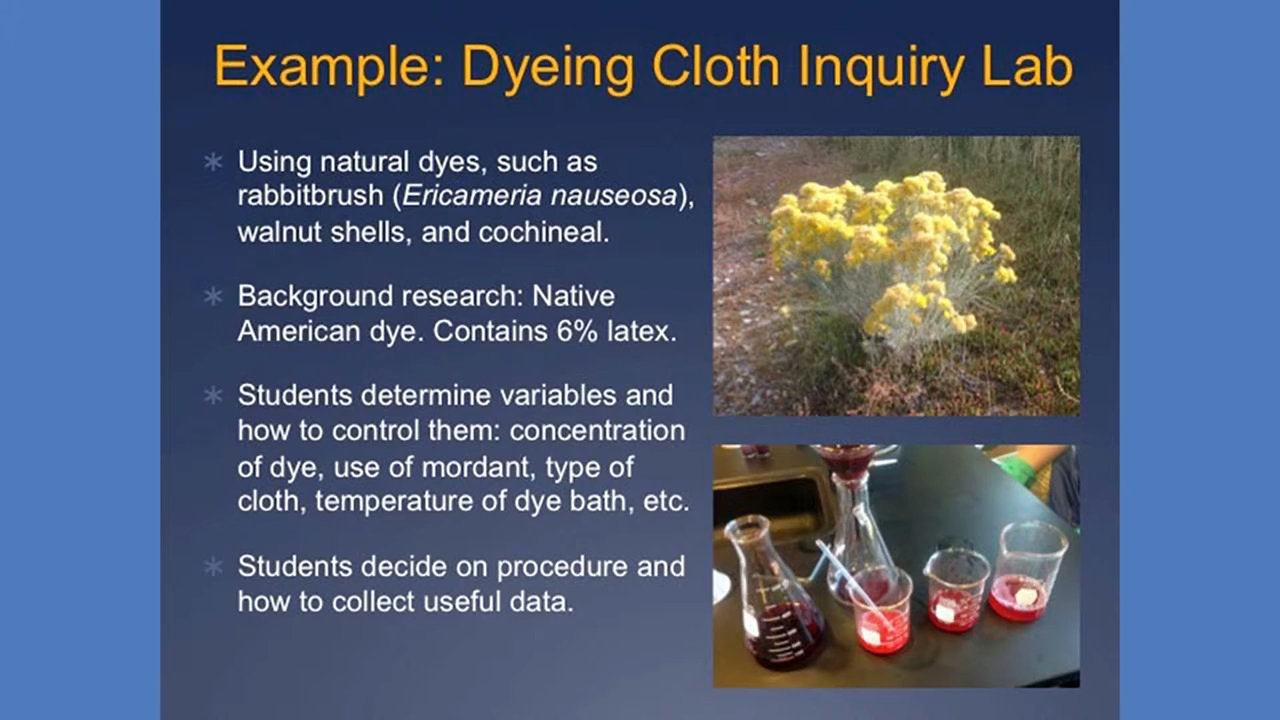 Example: Dyeing Cloth Inquiry Lab
Using natural dyes, such as
rabbitbrush (Ericameria nauseosa),
walnut shells, and cochineal.
Background research: Native
American dye. Contains 6% latex.
Students determine variables and
how to control them: concentration
of dye, use of mordant, type of
cloth, temperature of dye bath, etc.
Students decide on procedure and
how to collect useful data.